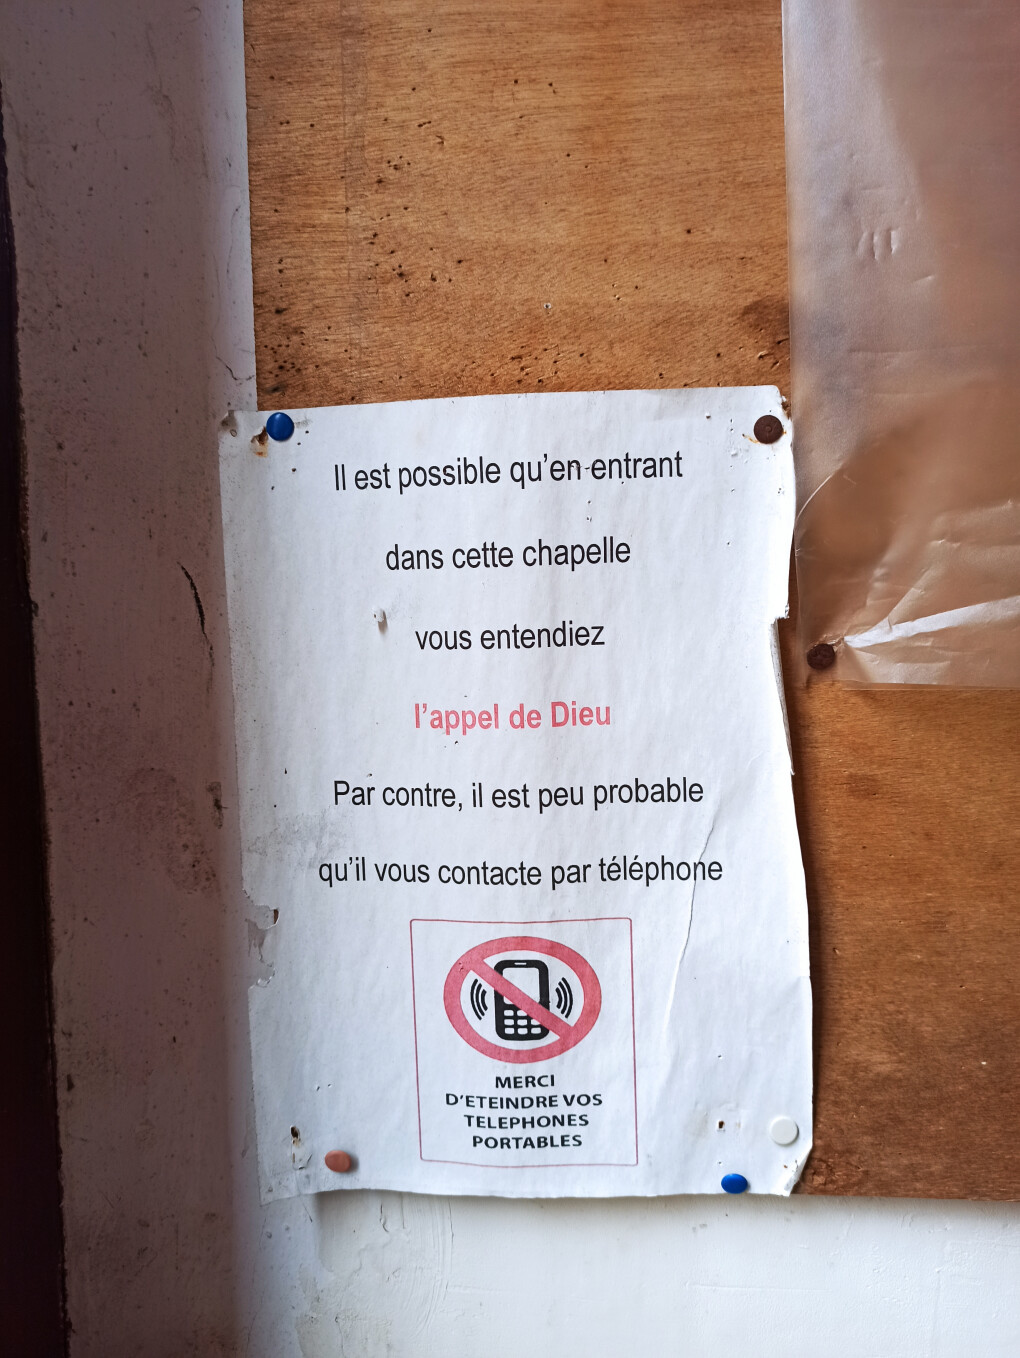 Il est possible qu'en entrant
dans cette chapelle
vous entendiez
l'appel de Dieu
Par contre, il est peu probable
qu'il vous contacte par téléphone
MERCI
D'ETEINDRE VOS
TELEPHONES
PORTABLES